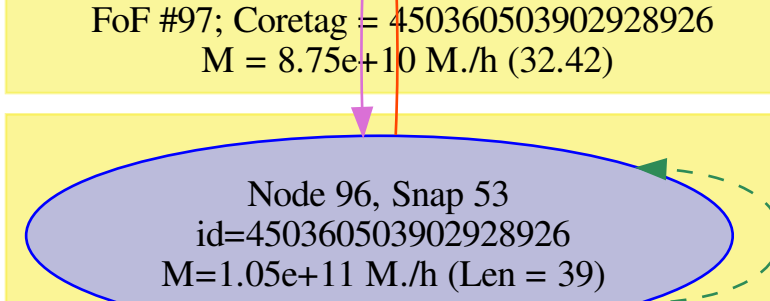 FoF #97; Coretag = 450360503902928926
M = 8.75e+10 M./h (32.42)
Node 96, Snap 53
id=450360503902928926
M=1.05e+11 M./h (Len = 39)